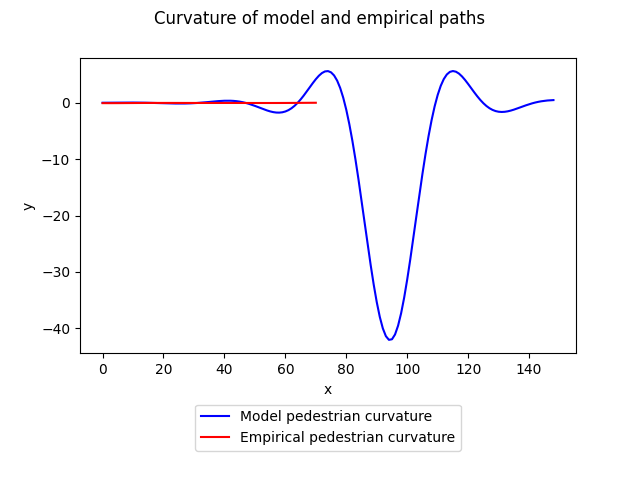 Curvature of model and empirical paths
y
0
−10
−20
−30
−40
0 20 40 60 80 100 120 140
x
Model pedestrian curvature
Empirical pedestrian curvature